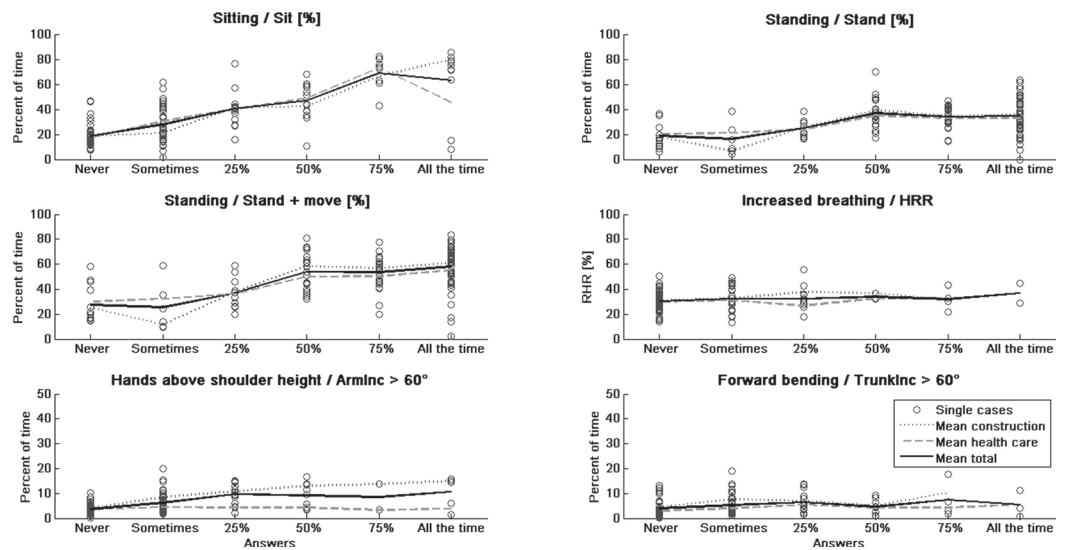 Sitting / Sit [%]
Percent of time
100
80
60
40
20
0
Never Sometimes 25% 50% 75% All the time
Standing / Stand [%]
Percent of time
100
80
60
40
20
0
Never Sometimes 25% 50% 75% All the time
Standing / Stand + move [%]
Percent of time
100
80
60
40
20
0
Never Sometimes 25% 50% 75% All the time
Increased breathing / HRR
RHR [%]
100
80
60
40
20
0
Never Sometimes 25% 50% 75% All the time
Hands above shoulder height / ArmInc > 60°
Percent of time
50
40
30
20
10
0
Never Sometimes 25% 50% 75% All the time
Answers
Forward bending / TrunkInc > 60°
Percent of time
50
40
30
20
10
0
Single cases
Mean construction
Mean health care
Mean total
Never Sometimes 25% 50% 75% All the time
Answers